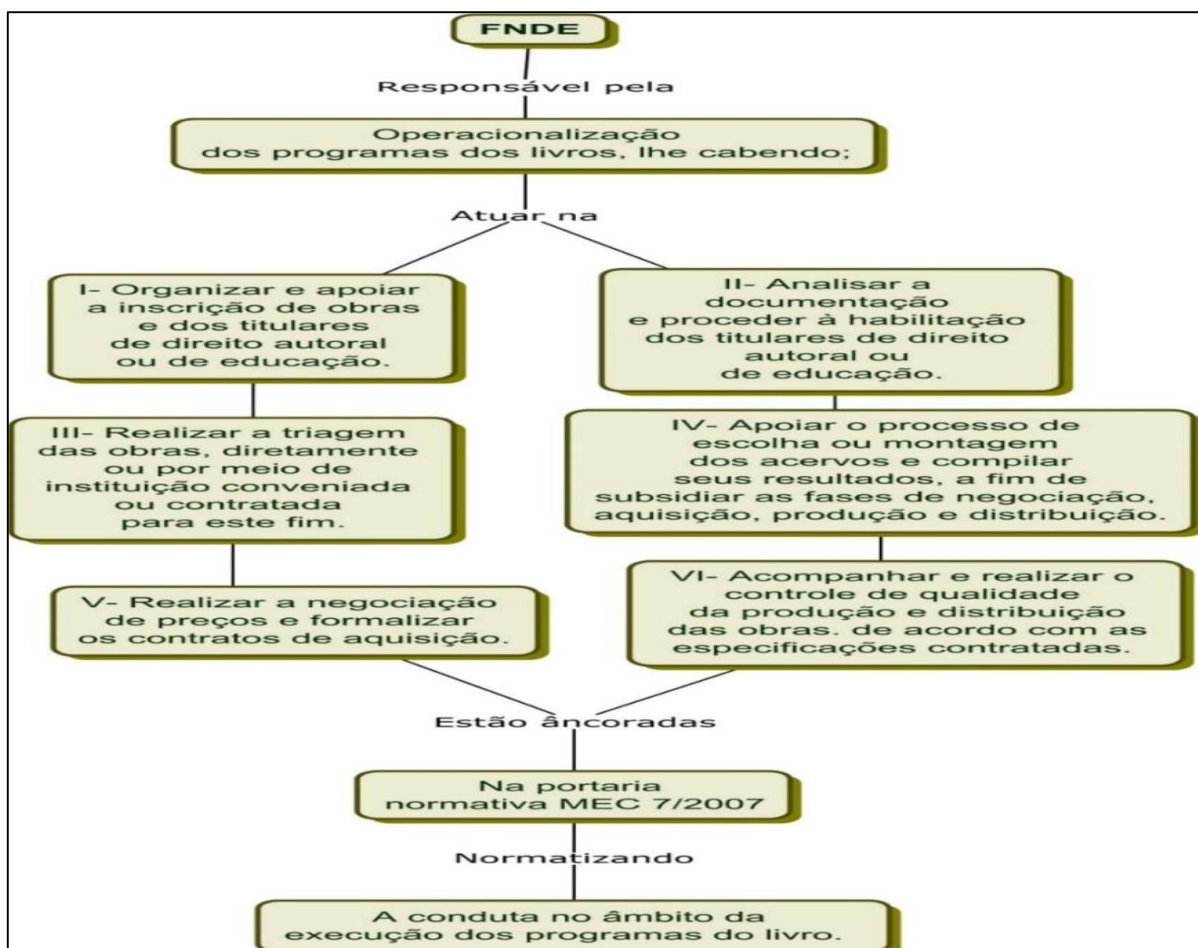 FNDE
Responsável pela
Operacionalização
dos programas dos livros, lhe cabendo;
Atuar na
I- Organizar e apoiar
a inscrição de obras
e dos titulares
de direito autoral
ou de educação.
II- Analisar a
documentação
e proceder à habilitação
dos titulares de direito
autoral ou
de educação.
III- Realizar a triagem
das obras, diretamente
ou por meio de
instituição conveniada
ou contratada
para este fim.
IV- Apoiar o processo de
escolha ou montagem
dos acervos e compilar
seus resultados, a fim de
subsidiar as fases de negociação,
aquisição, produção e distribuição.
V- Realizar a negociação
de preços e formalizar
os contratos de aquisição.
VI- Acompanhar e realizar o
controle de qualidade
da produção e distribuição
das obras. de acordo com as
especificações contratadas.
Estão âncoradas
Na portaria
normativa MEC 7/2007
Normatizando
A conduta no âmbito da
execução dos programas do livro.